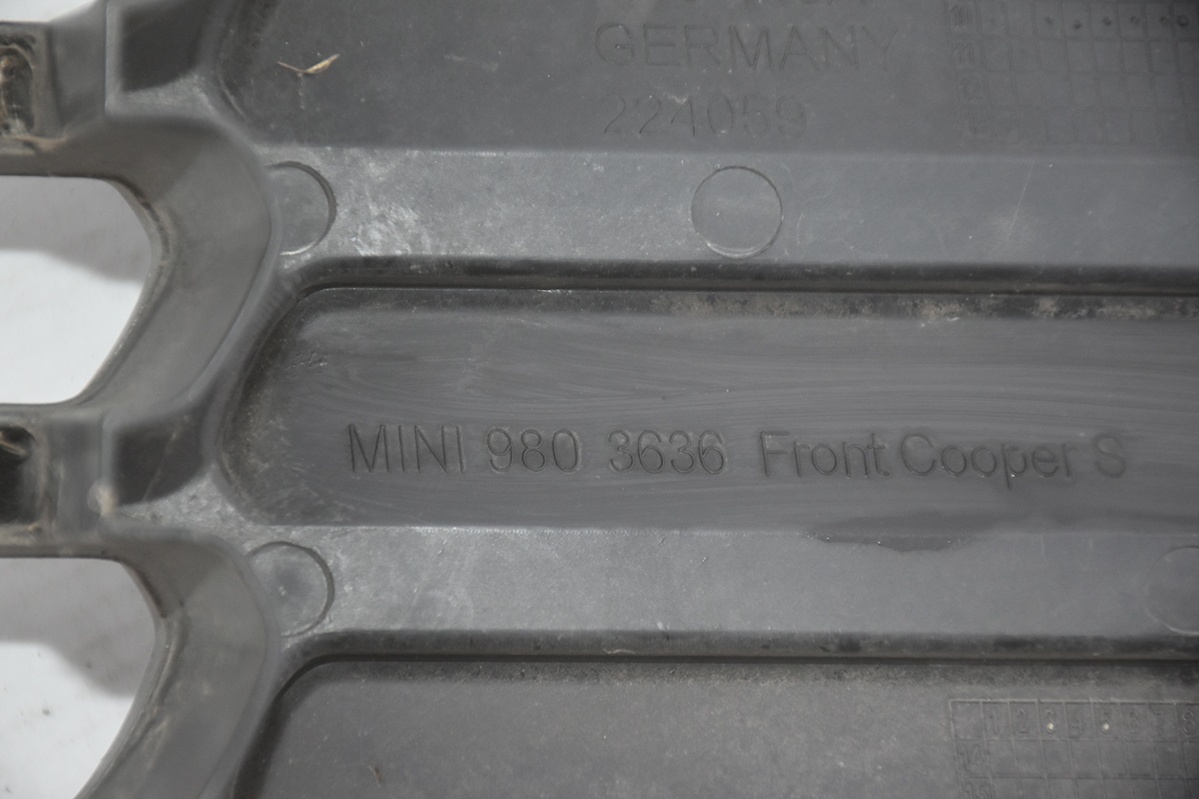 GERMANY
224059
MINI 980 3636 Front Cooper S